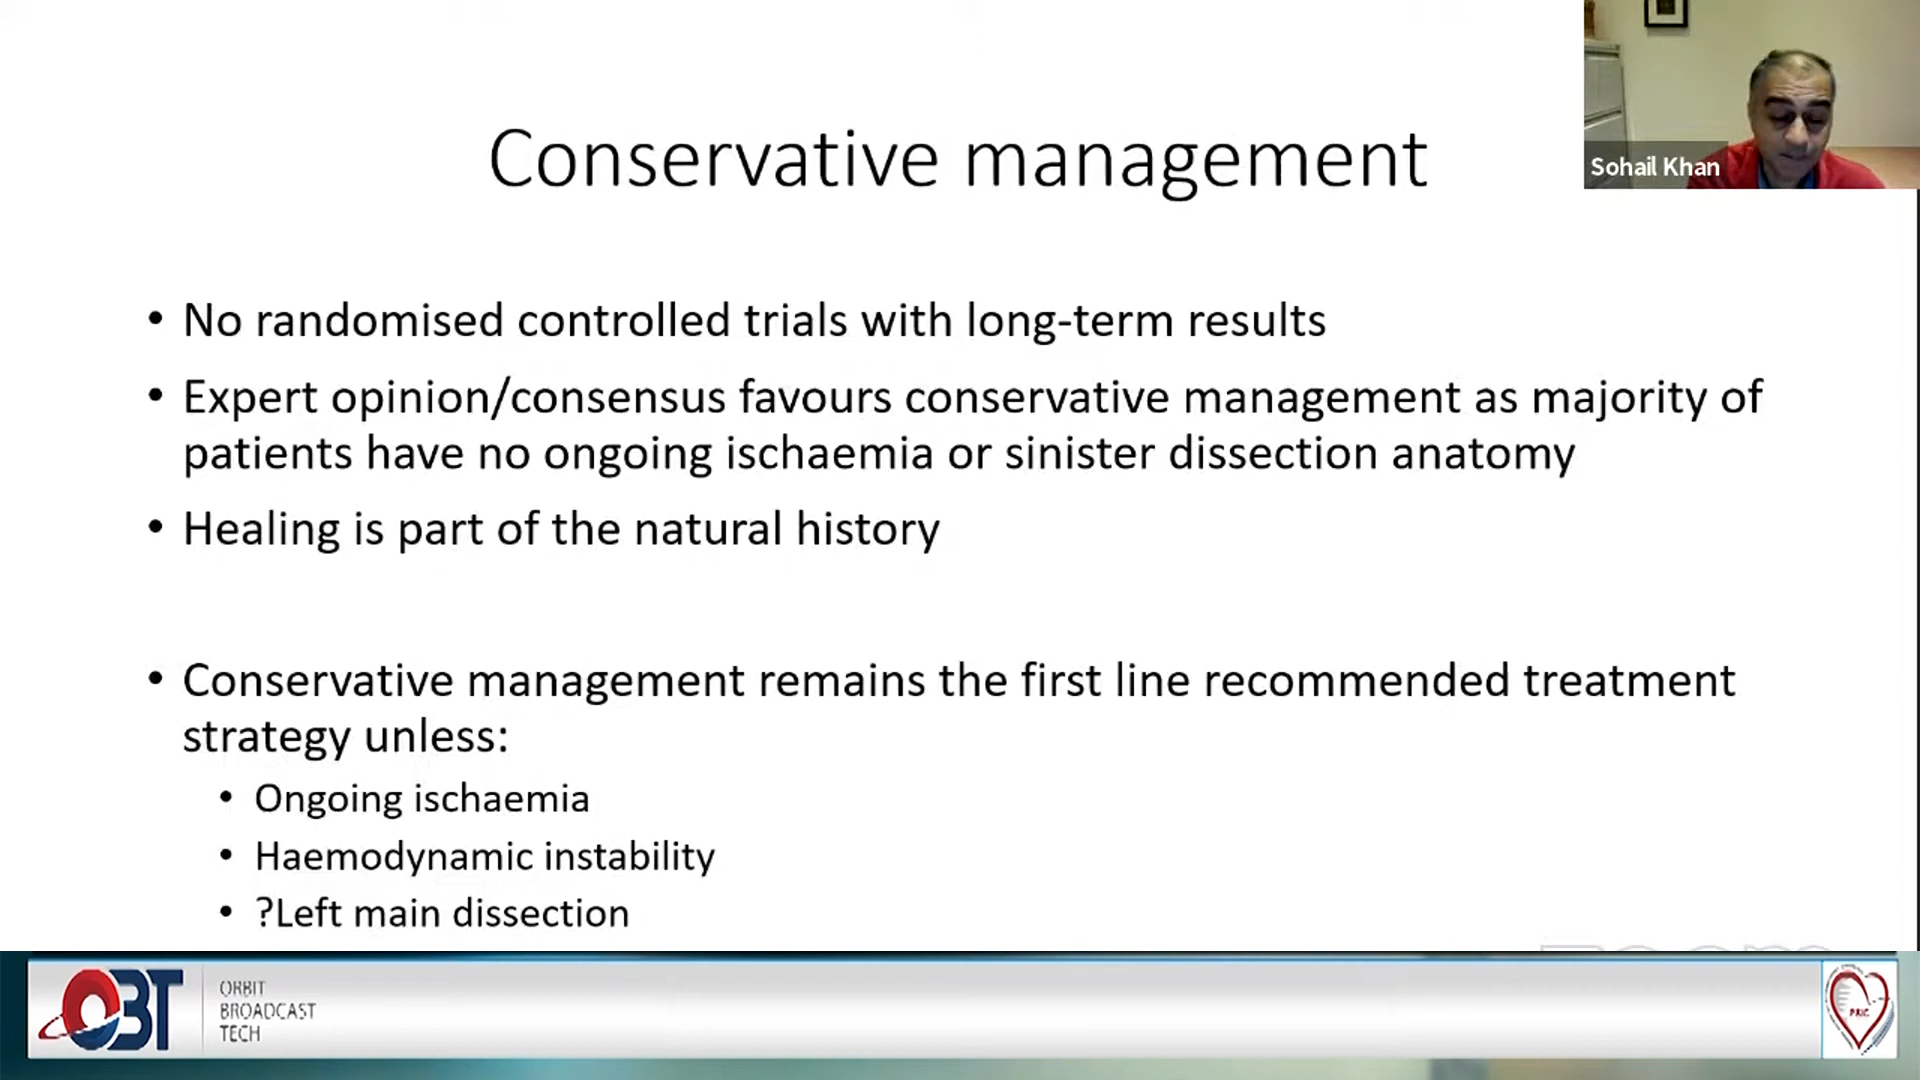 Conservative management
Sohail Khan
• No randomised controlled trials with long-term results
• Expert opinion/consensus favours conservative management as majority of
patients have no ongoing ischaemia or sinister dissection anatomy
• Healing is part of the natural history
• Conservative management remains the first line recommended treatment
strategy unless:
• Ongoing ischaemia
• Haemodynamic instability
• ?Left main dissection
zoom
OBT
ORBIT
BROADCAST
TECH
PRIC